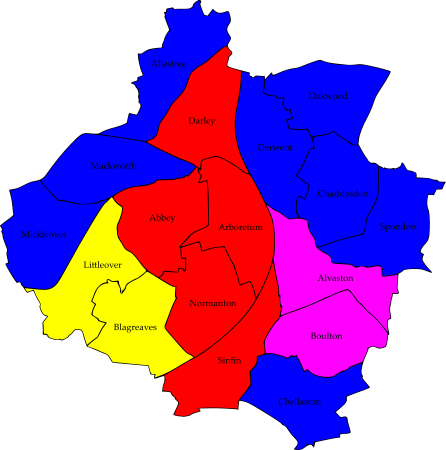 Allestree
Oakwood
Darley
Derwent
Mackworth
Chaddesden
Abbey
Arboretum
Spondon
Mickleover
Littleover
Alvaston
Normanton
Blagreaves
Boulton
Sinfin
Chellaston